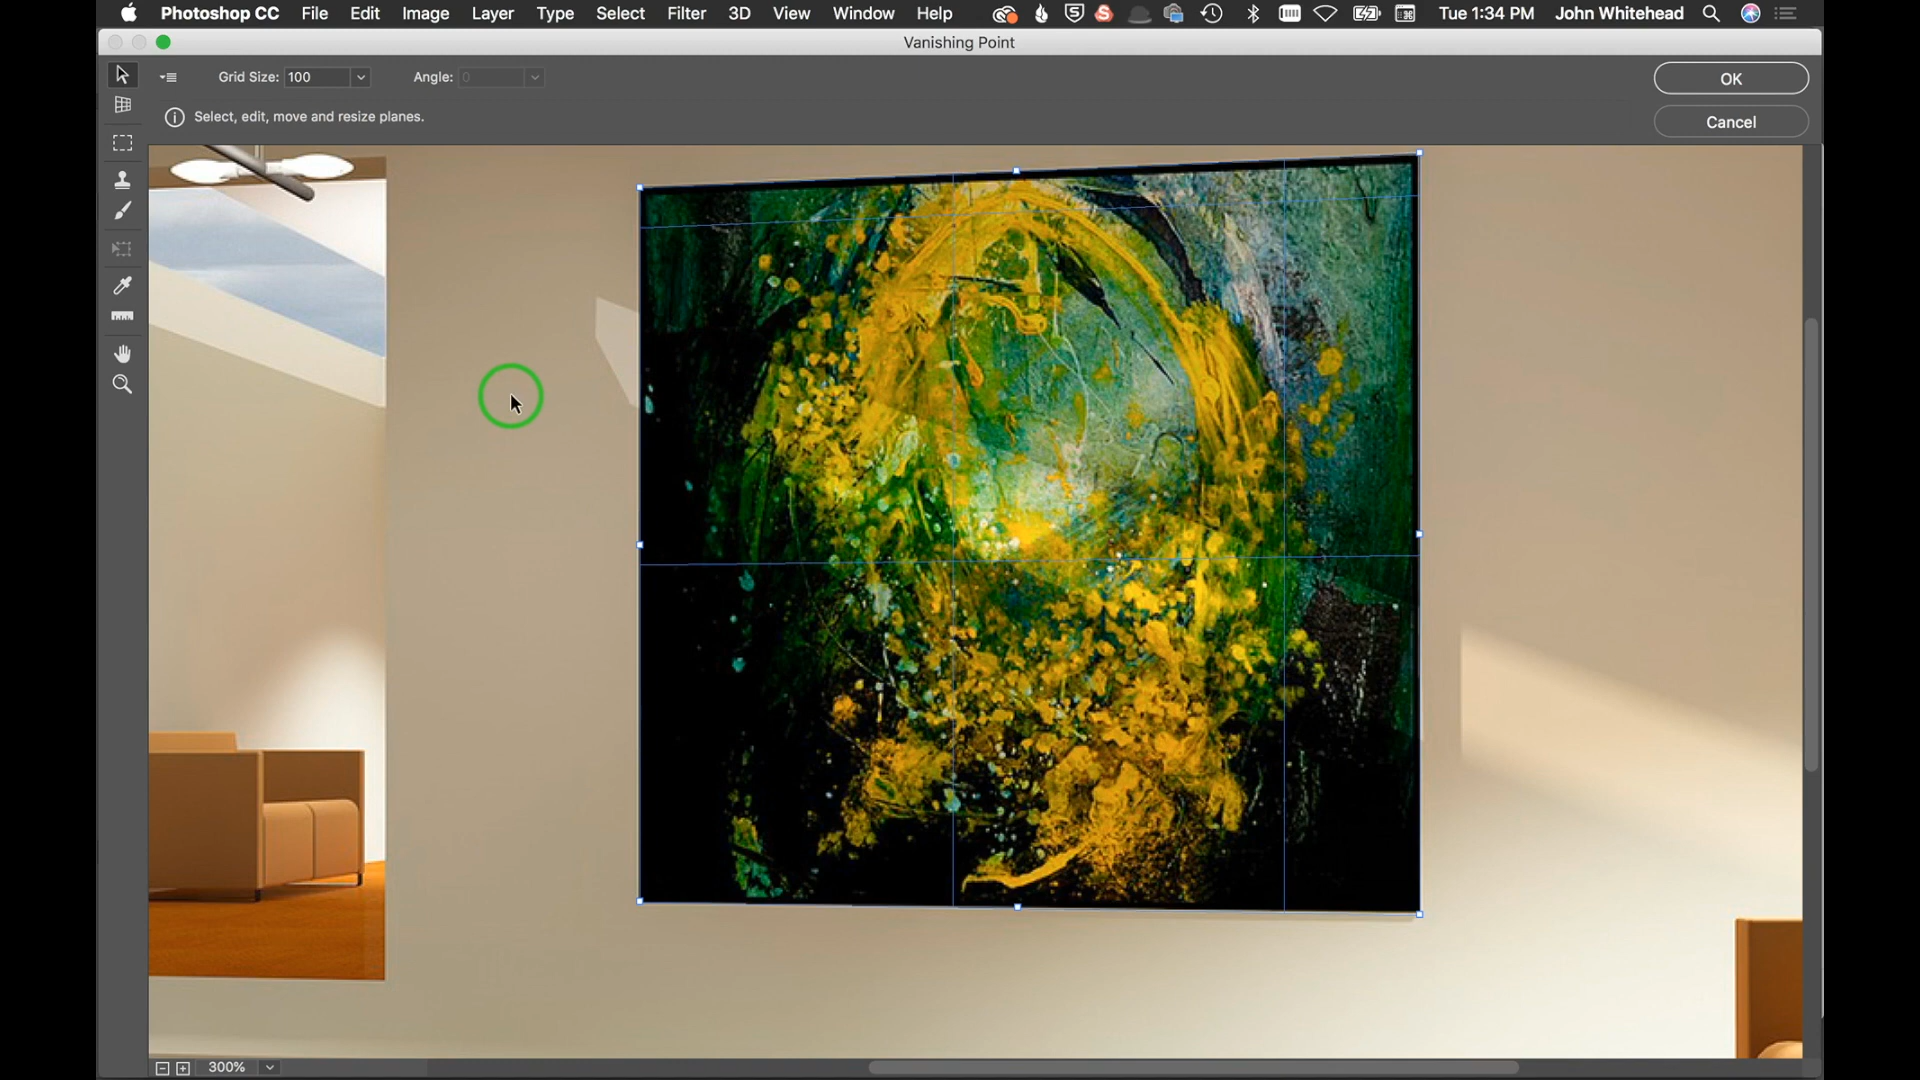 Photoshop CC File Edit Image Layer Type Select Filter 3D View Window Help Tue 1:34 PM John Whitehead
Vanishing Point
Grid Size: 100 Angle: 0 OK
Select, edit, move and resize planes. Cancel
300%